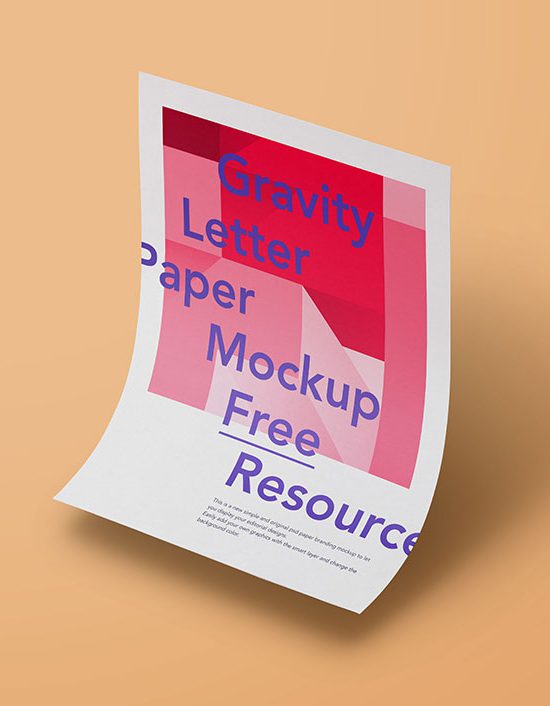 Gravity
Letter
Paper
Mockup
Free
Resource
This is a new simple and original psd paper branding mockup to let
you display your editorial designs.
Easily add your own graphics with the smart layer and change the
background color.